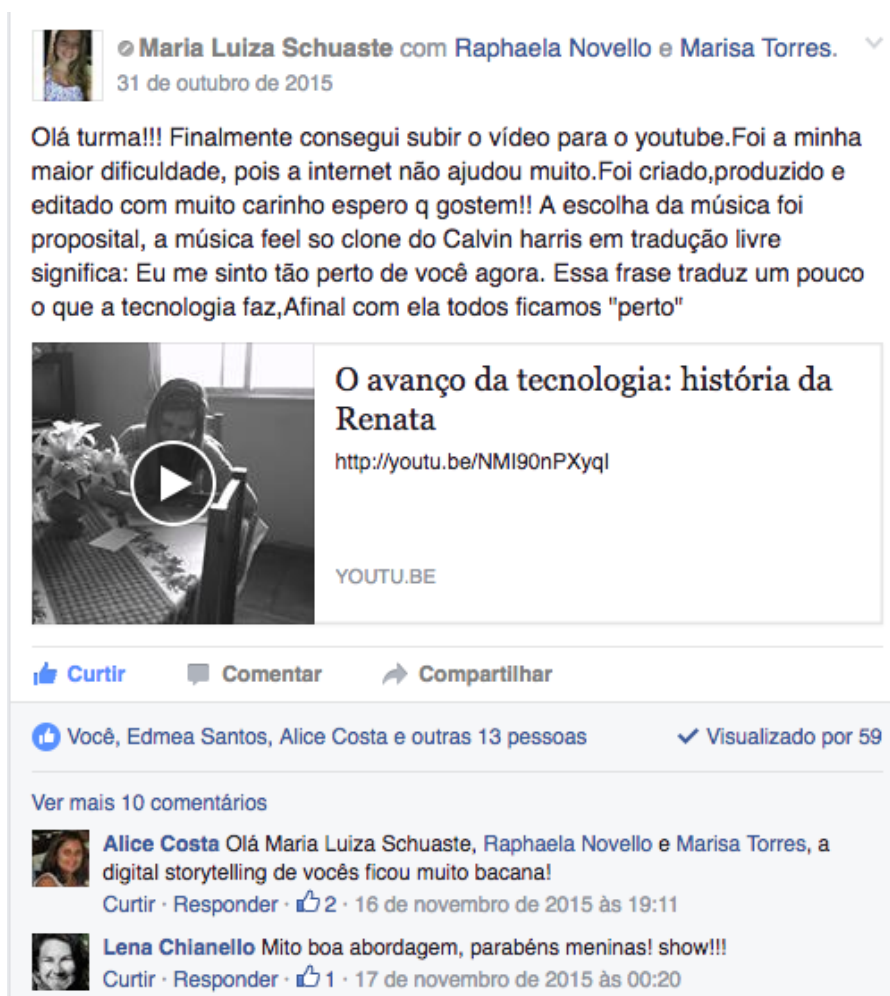 Maria Luiza Schuaste com Raphaela Novello e Marisa Torres.
31 de outubro de 2015
Olá turma!!! Finalmente consegui subir o vídeo para o youtube.Foi a minha
maior dificuldade, pois a internet não ajudou muito.Foi criado,produzido e
editado com muito carinho espero q gostem!! A escolha da música foi
proposital, a música feel so clone do Calvin harris em tradução livre
significa: Eu me sinto tão perto de você agora. Essa frase traduz um pouco
o que a tecnologia faz,Afinal com ela todos ficamos "perto"
O avanço da tecnologia: história da
Renata
http://youtu.be/NMI90nPXyqI
YOUTU.BE
Curtir Comentar Compartilhar
Você, Edmea Santos, Alice Costa e outras 13 pessoas Visualizado por 59
Ver mais 10 comentários
Alice Costa Olá Maria Luiza Schuaste, Raphaela Novello e Marisa Torres, a
digital storytelling de vocês ficou muito bacana!
Curtir · Responder · 2 · 16 de novembro de 2015 às 19:11
Lena Chianello Mito boa abordagem, parabéns meninas! show!!!
Curtir · Responder · 1 · 17 de novembro de 2015 às 00:20